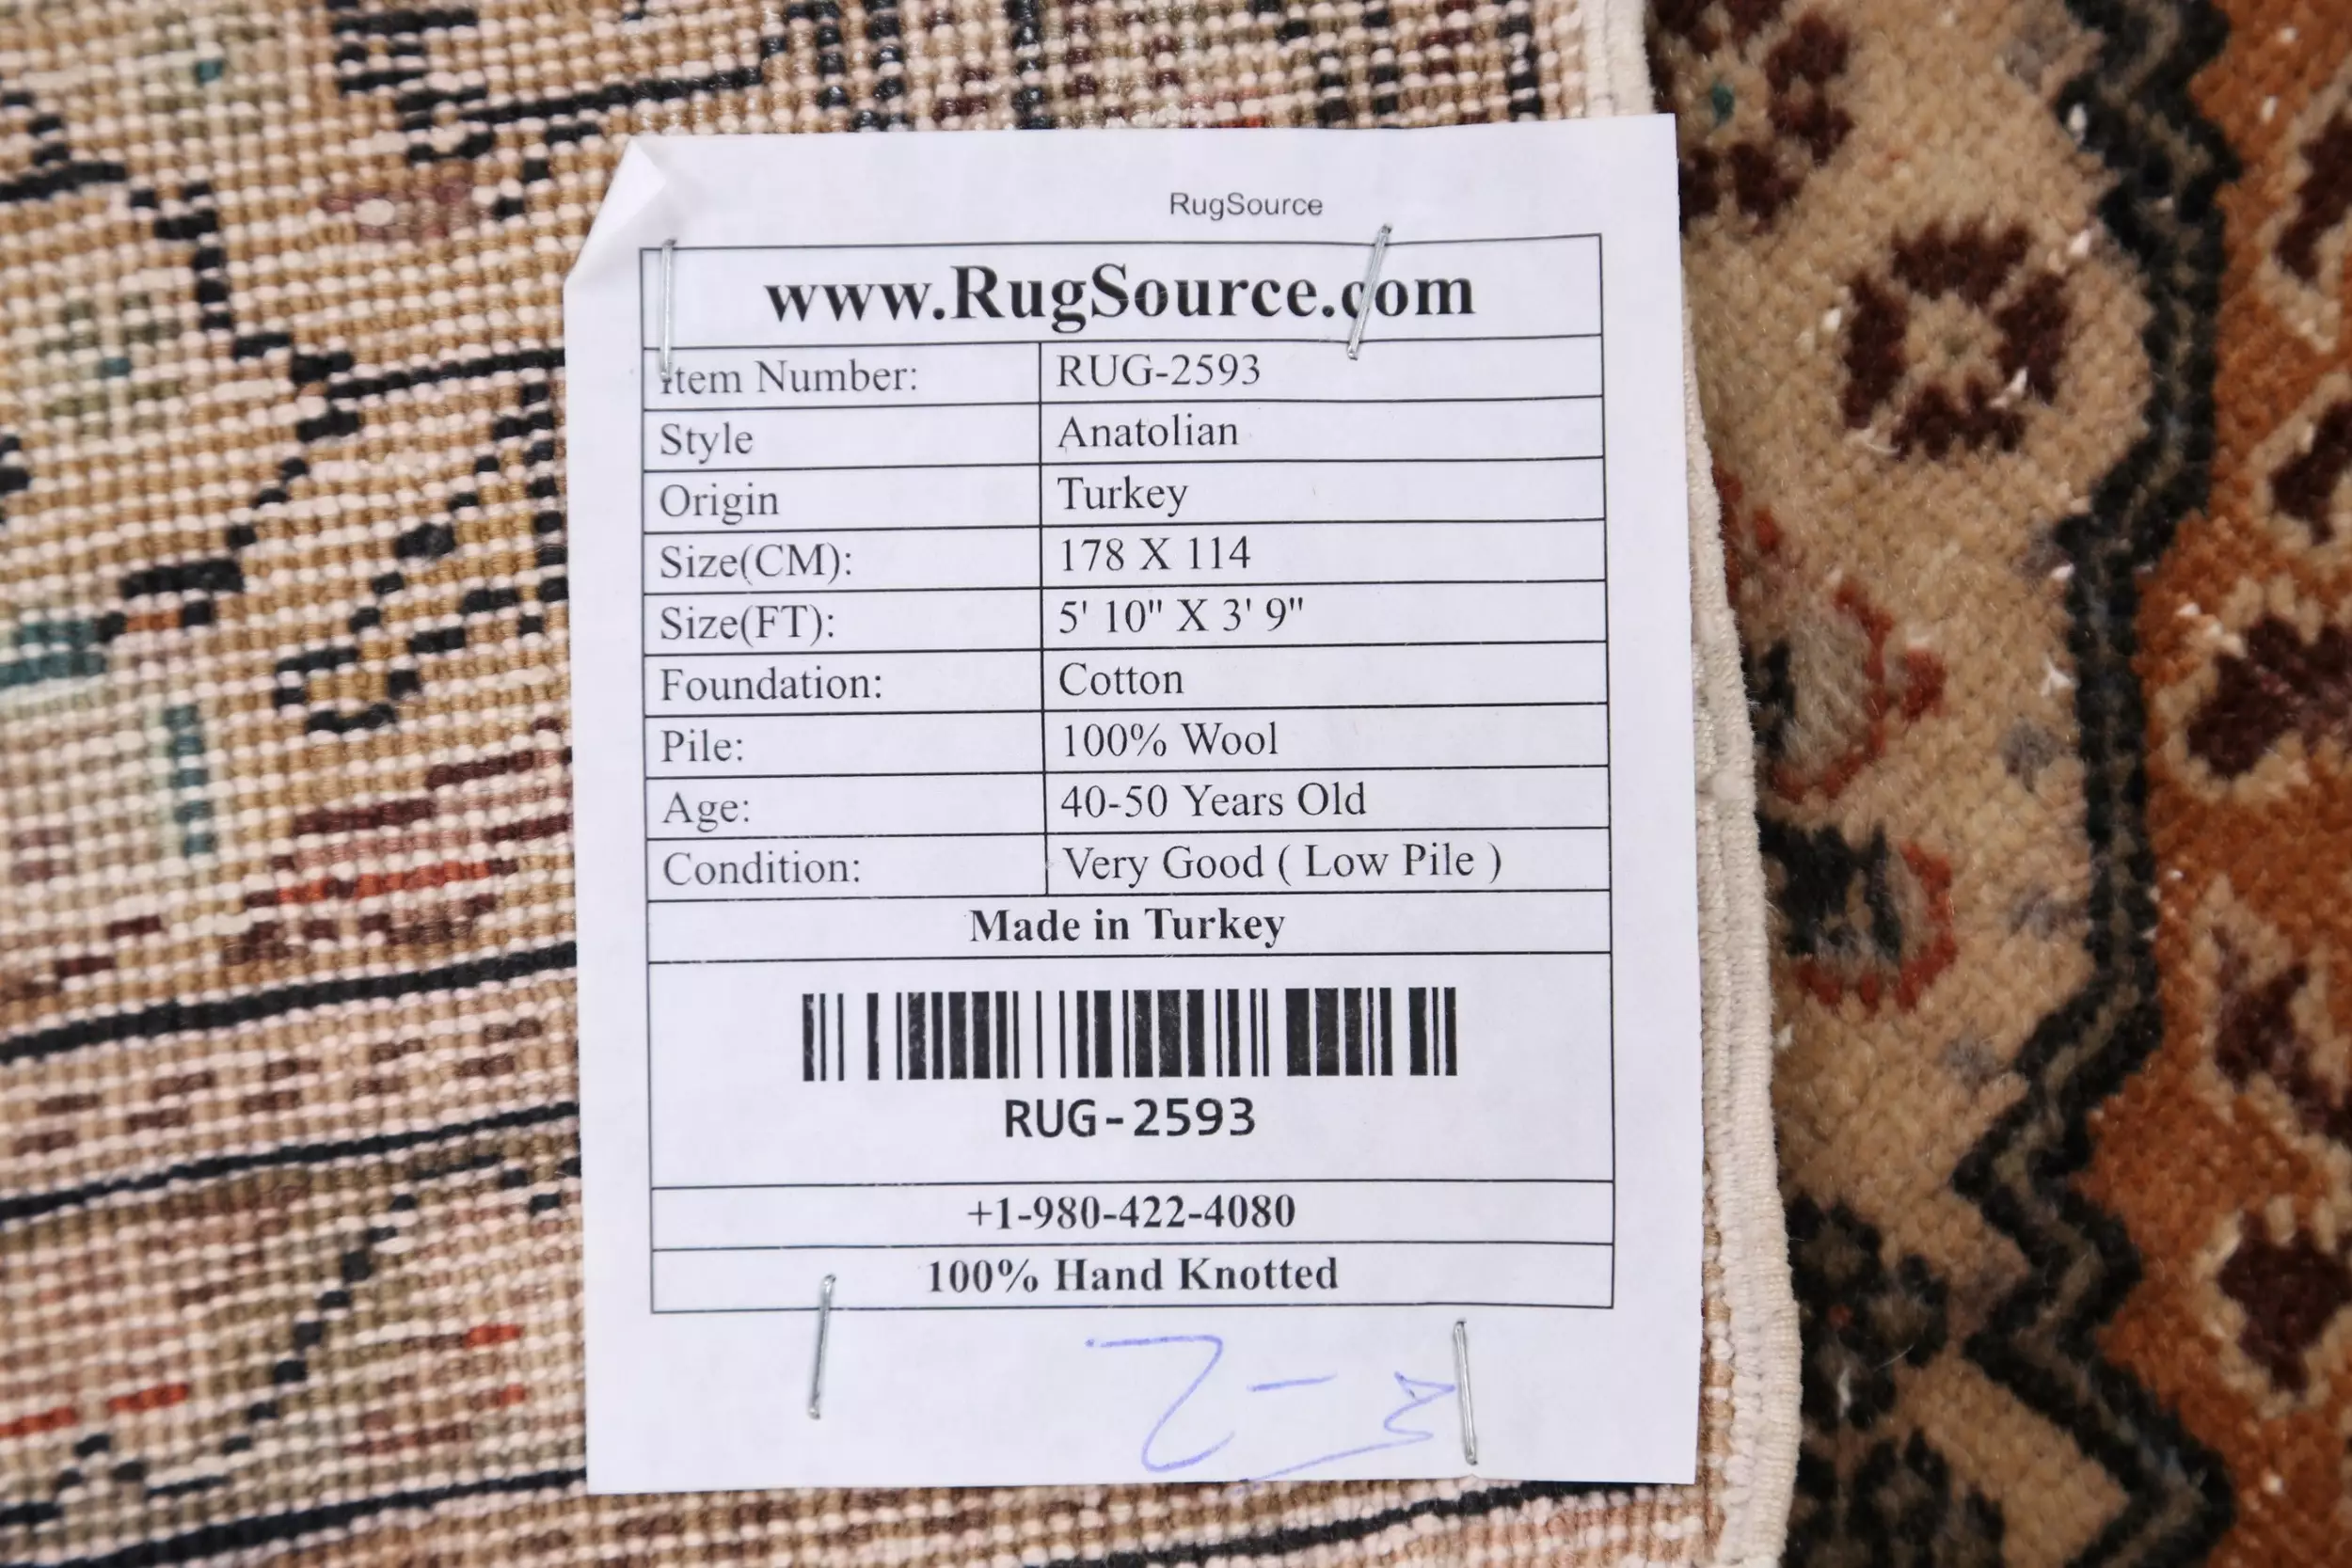 RugSource
www.RugSource.com
Item Number: RUG-2593
Style Anatolian
Origin Turkey
Size(CM): 178 X 114
Size(FT): 5' 10" X 3' 9"
Foundation: Cotton
Pile: 100% Wool
Age: 40-50 Years Old
Condition: Very Good ( Low Pile )
Made in Turkey
RUG-2593
+1-980-422-4080
100% Hand Knotted